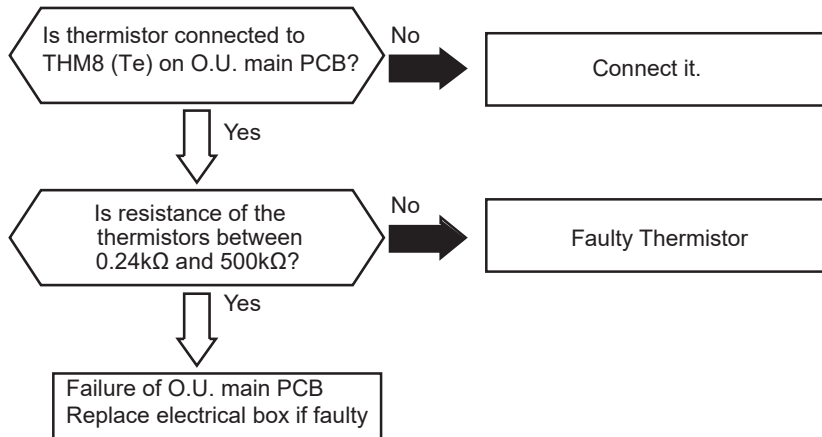 Is thermistor connected to
THM8 (Te) on O.U. main PCB?
No
Connect it.
Yes
Is resistance of the
thermistors between
0.24kΩ and 500kΩ?
No
Faulty Thermistor
Yes
Failure of O.U. main PCB
Replace electrical box if faulty